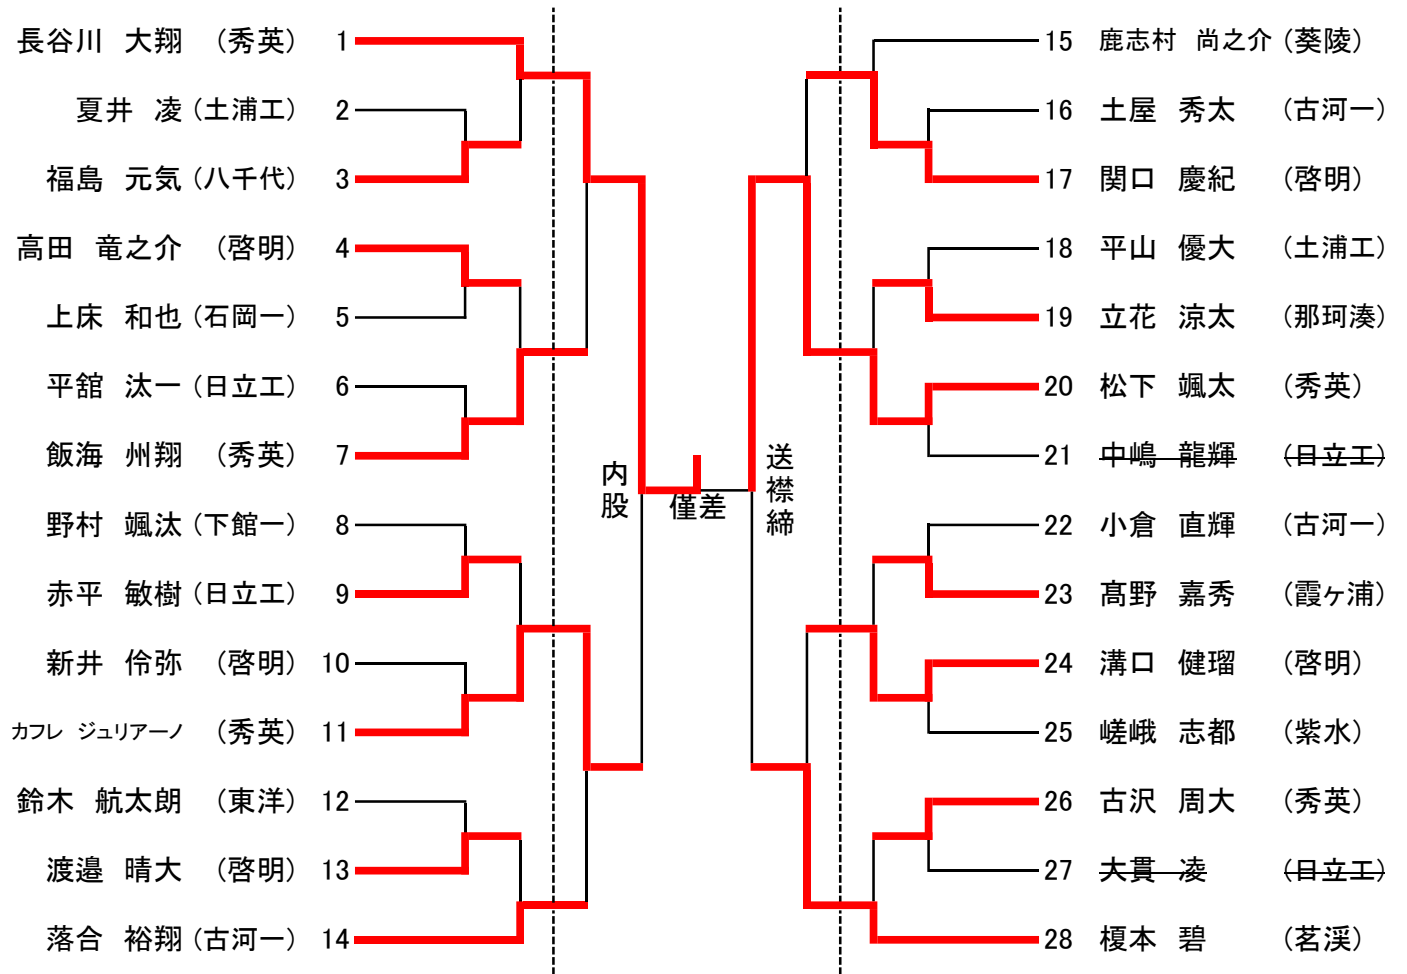 長谷川 大翔 (秀英) 1
夏井 凌 (土浦工) 2
福島 元気 (八千代) 3
高田 竜之介 (啓明) 4
上床 和也 (石岡一) 5
平舘 汰一 (日立工) 6
飯海 州翔 (秀英) 7
野村 颯汰 (下館一) 8
赤平 敏樹 (日立工) 9
新井 伶弥 (啓明) 10
カフレ ジュリアーノ (秀英) 11
鈴木 航太朗 (東洋) 12
渡邉 晴大 (啓明) 13
落合 裕翔 (古河一) 14
内股
僅差
送襟締
15 鹿志村 尚之介 (葵陵)
16 土屋 秀太 (古河一)
17 関口 慶紀 (啓明)
18 平山 優大 (土浦工)
19 立花 涼太 (那珂湊)
20 松下 颯太 (秀英)
21 中嶋 龍輝 (日立工)
22 小倉 直輝 (古河一)
23 髙野 嘉秀 (霞ヶ浦)
24 溝口 健瑠 (啓明)
25 嵯峨 志都 (紫水)
26 古沢 周大 (秀英)
27 大貫 凌 (日立工)
28 榎本 碧 (茗溪)